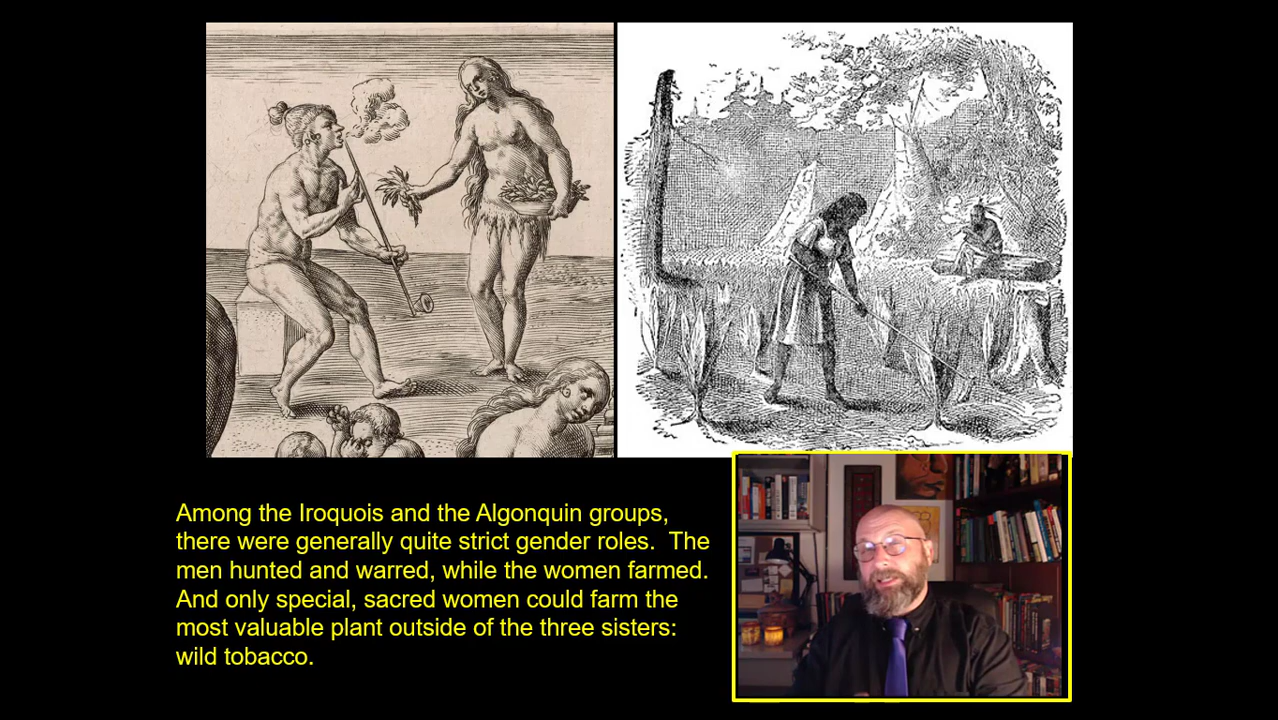 Among the Iroquois and the Algonquin groups,
there were generally quite strict gender roles.  The
men hunted and warred, while the women farmed.
And only special, sacred women could farm the
most valuable plant outside of the three sisters:
wild tobacco.